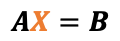 AX = B